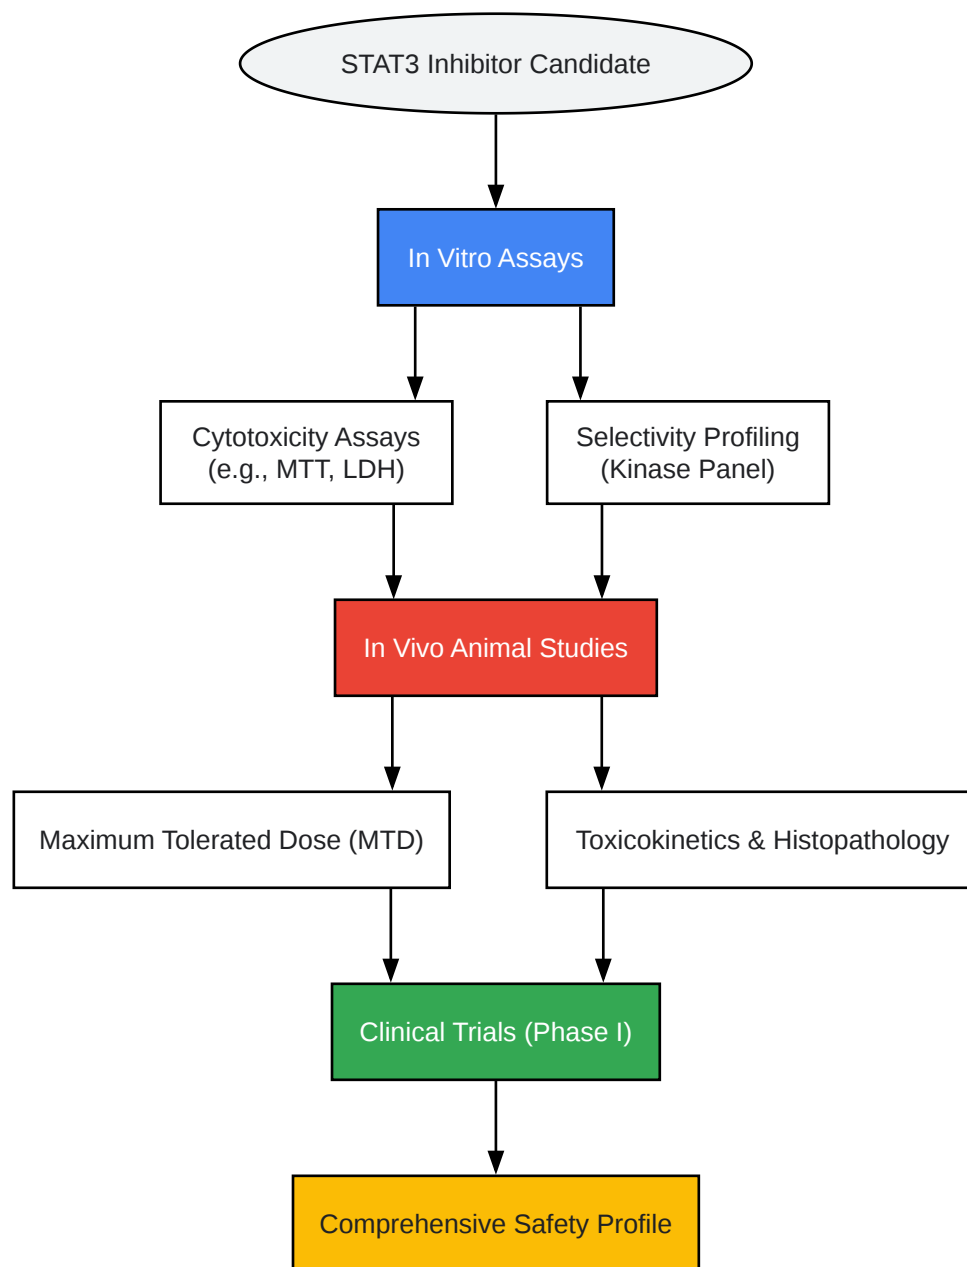 STAT3 Inhibitor Candidate
In Vitro Assays
Cytotoxicity Assays
(e.g., MTT, LDH)
Selectivity Profiling
(Kinase Panel)
In Vivo Animal Studies
Maximum Tolerated Dose (MTD)
Toxicokinetics & Histopathology
Clinical Trials (Phase I)
Comprehensive Safety Profile